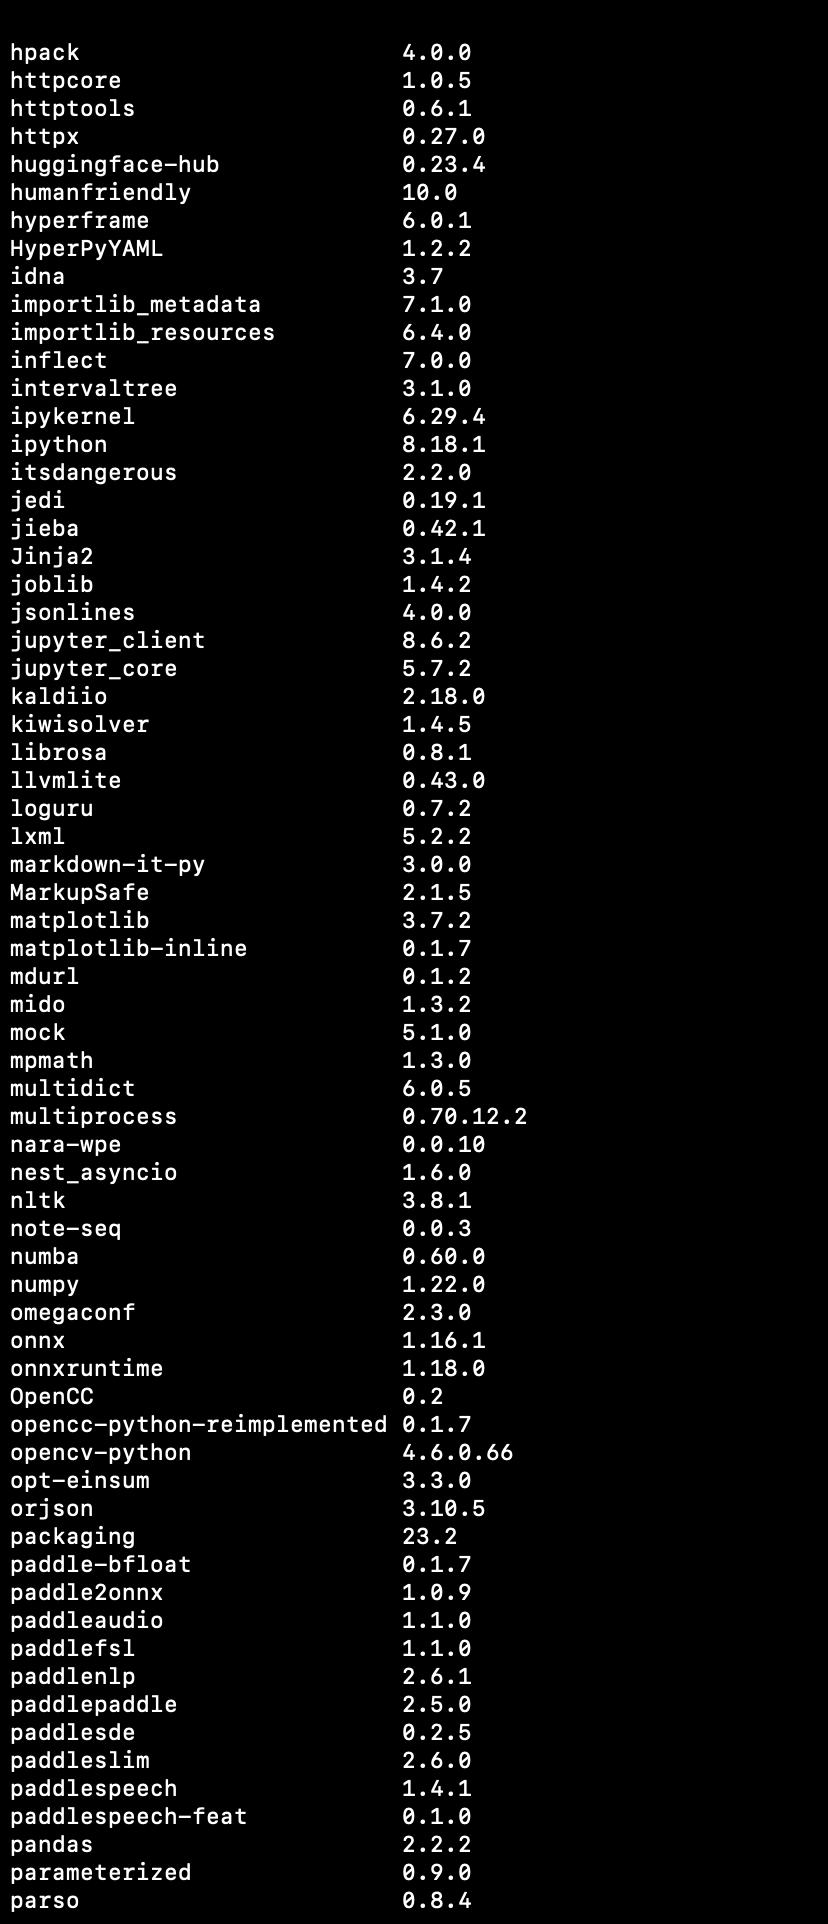 hpack 4.0.0
httpcore 1.0.5
httptools 0.6.1
httpx 0.27.0
huggingface-hub 0.23.4
humanfriendly 10.0
hyperframe 6.0.1
HyperPyYAML 1.2.2
idna 3.7
importlib_metadata 7.1.0
importlib_resources 6.4.0
inflect 7.0.0
intervaltree 3.1.0
ipykernel 6.29.4
ipython 8.18.1
itsdangerous 2.2.0
jedi 0.19.1
jieba 0.42.1
Jinja2 3.1.4
joblib 1.4.2
jsonlines 4.0.0
jupyter_client 8.6.2
jupyter_core 5.7.2
kaldiio 2.18.0
kiwisolver 1.4.5
librosa 0.8.1
llvmlite 0.43.0
loguru 0.7.2
lxml 5.2.2
markdown-it-py 3.0.0
MarkupSafe 2.1.5
matplotlib 3.7.2
matplotlib-inline 0.1.7
mdurl 0.1.2
mido 1.3.2
mock 5.1.0
mpmath 1.3.0
multidict 6.0.5
multiprocess 0.70.12.2
nara-wpe 0.0.10
nest_asyncio 1.6.0
nltk 3.8.1
note-seq 0.0.3
numba 0.60.0
numpy 1.22.0
omegaconf 2.3.0
onnx 1.16.1
onnxruntime 1.18.0
OpenCC 0.2
opencc-python-reimplemented 0.1.7
opencv-python 4.6.0.66
opt-einsum 3.3.0
orjson 3.10.5
packaging 23.2
paddle-bfloat 0.1.7
paddle2onnx 1.0.9
paddleaudio 1.1.0
paddlefsl 1.1.0
paddlenlp 2.6.1
paddlepaddle 2.5.0
paddlesde 0.2.5
paddleslim 2.6.0
paddlespeech 1.4.1
paddlespeech-feat 0.1.0
pandas 2.2.2
parameterized 0.9.0
parso 0.8.4